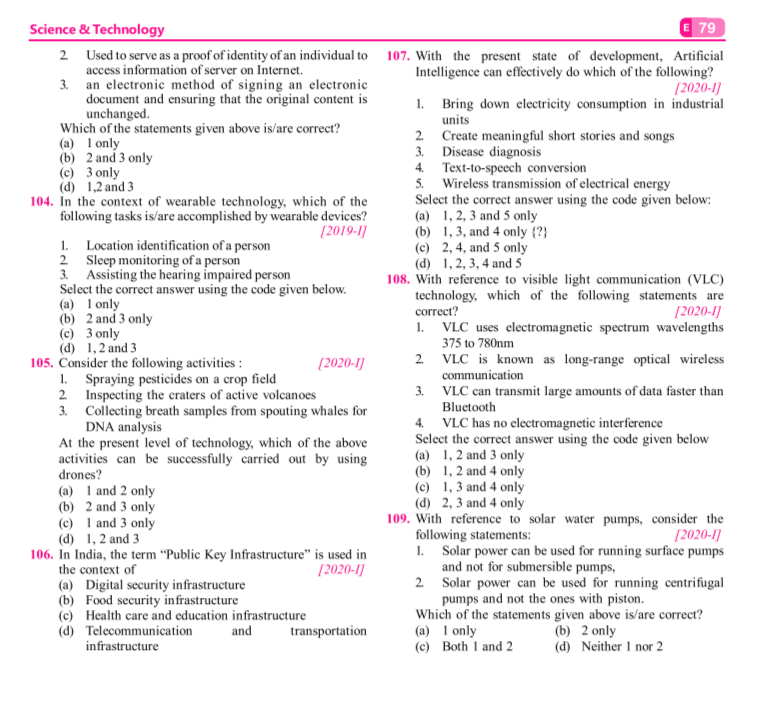 Science & Technology
E 79
2. Used to serve as a proof of identity of an individual to
access information of server on Internet.
3. an electronic method of signing an electronic
document and ensuring that the original content is
unchanged.
Which of the statements given above is/are correct?
(a) 1 only
(b) 2 and 3 only
(c) 3 only
(d) 1,2 and 3
104. In the context of wearable technology, which of the
following tasks is/are accomplished by wearable devices?
[2019-I]
1. Location identification of a person
2. Sleep monitoring of a person
3. Assisting the hearing impaired person
Select the correct answer using the code given below.
(a) 1 only
(b) 2 and 3 only
(c) 3 only
(d) 1, 2 and 3
105. Consider the following activities : [2020-I]
1. Spraying pesticides on a crop field
2. Inspecting the craters of active volcanoes
3. Collecting breath samples from spouting whales for
DNA analysis
At the present level of technology, which of the above
activities can be successfully carried out by using
drones?
(a) 1 and 2 only
(b) 2 and 3 only
(c) 1 and 3 only
(d) 1, 2 and 3
106. In India, the term “Public Key Infrastructure” is used in
the context of [2020-I]
(a) Digital security infrastructure
(b) Food security infrastructure
(c) Health care and education infrastructure
(d) Telecommunication and transportation
infrastructure
107. With the present state of development, Artificial
Intelligence can effectively do which of the following?
[2020-I]
1. Bring down electricity consumption in industrial
units
2. Create meaningful short stories and songs
3. Disease diagnosis
4. Text-to-speech conversion
5. Wireless transmission of electrical energy
Select the correct answer using the code given below:
(a) 1, 2, 3 and 5 only
(b) 1, 3, and 4 only {?}
(c) 2, 4, and 5 only
(d) 1, 2, 3, 4 and 5
108. With reference to visible light communication (VLC)
technology, which of the following statements are
correct? [2020-I]
1. VLC uses electromagnetic spectrum wavelengths
375 to 780nm
2. VLC is known as long-range optical wireless
communication
3. VLC can transmit large amounts of data faster than
Bluetooth
4. VLC has no electromagnetic interference
Select the correct answer using the code given below
(a) 1, 2 and 3 only
(b) 1, 2 and 4 only
(c) 1, 3 and 4 only
(d) 2, 3 and 4 only
109. With reference to solar water pumps, consider the
following statements: [2020-I]
1. Solar power can be used for running surface pumps
and not for submersible pumps,
2. Solar power can be used for running centrifugal
pumps and not the ones with piston.
Which of the statements given above is/are correct?
(a) 1 only (b) 2 only
(c) Both 1 and 2 (d) Neither 1 nor 2